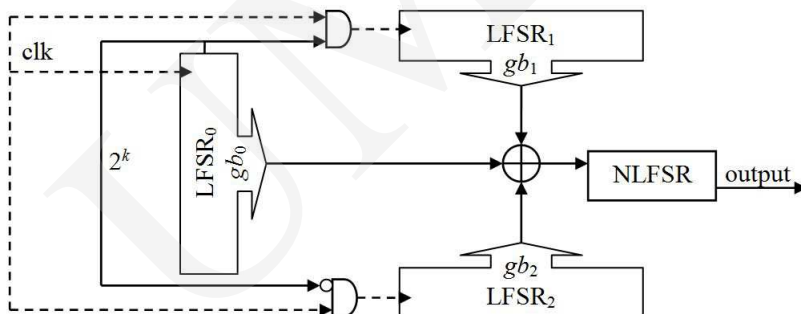 LFSR₁
gb₁
clk
LFSR₀
gb₀
2ᵏ
NLFSR
output
gb₂
LFSR₂